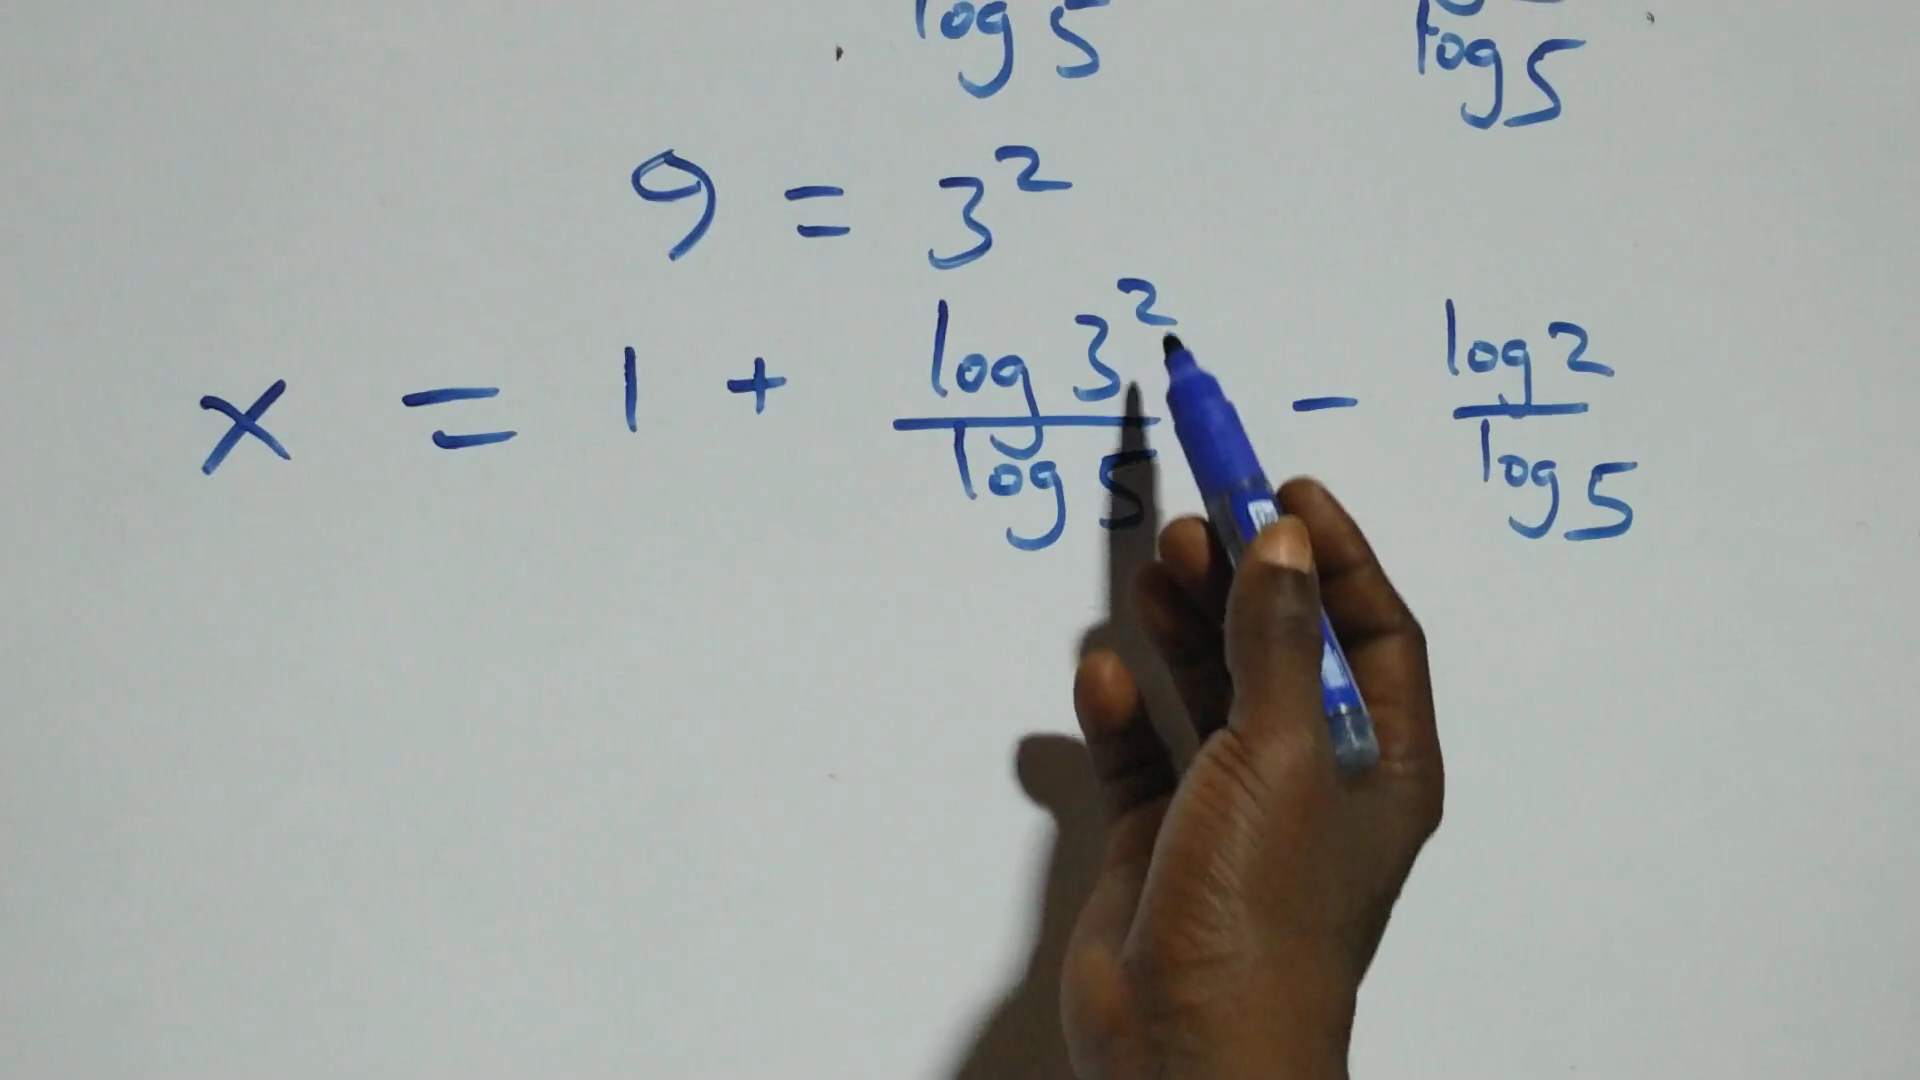 log 5 log 5
9 = 3²
x = 1 + log 3² / log 5 - log 2 / log 5